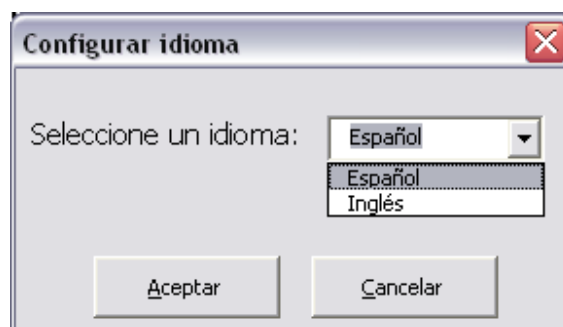 Configurar idioma
Seleccione un idioma: Español
Español
Inglés
Aceptar Cancelar